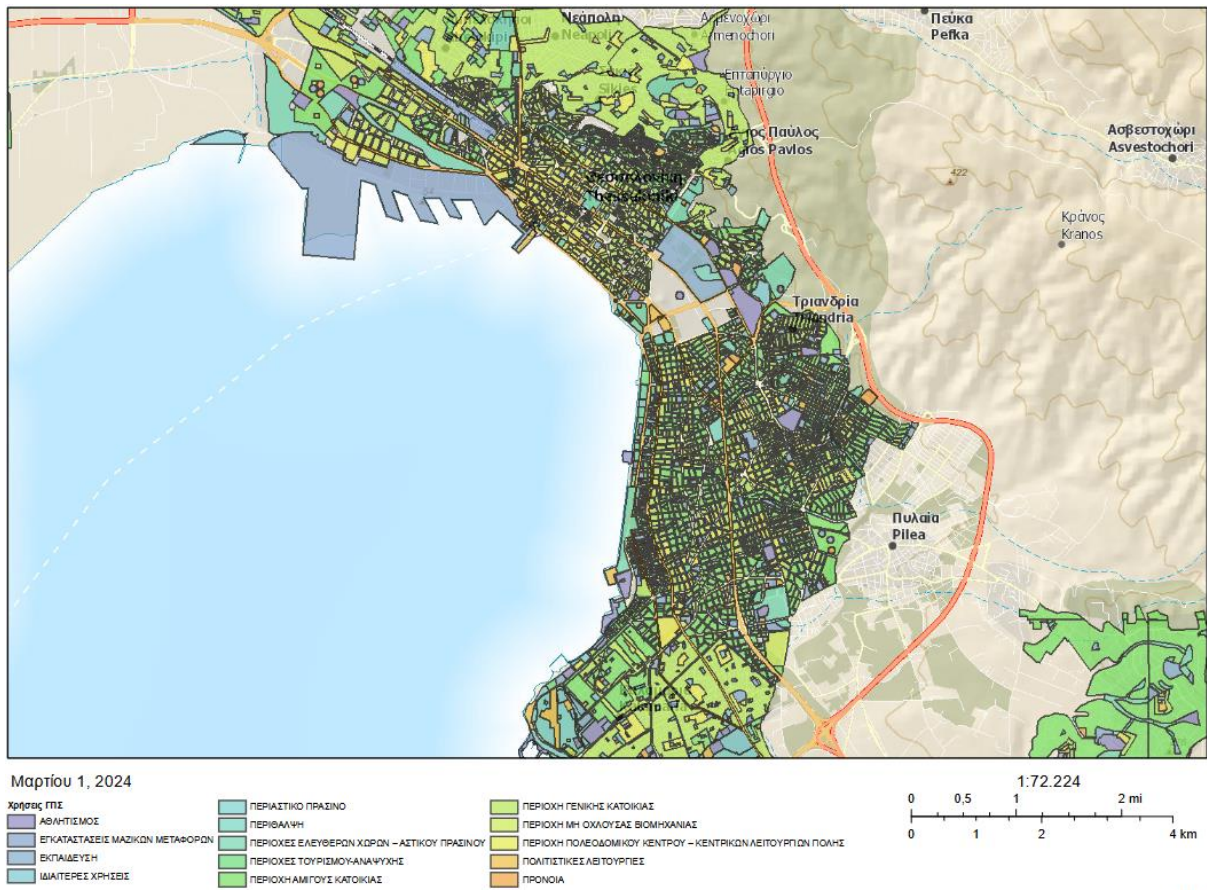 Νεάπολη
Neapoli
Πεύκα
Pefka
Επταπύργιο
Eptapirgio
Sikies
Ασβεστοχώρι
Asvestochori
Παύλος
Agios Pavlos
422
Κράνος
Kranos
Θεσσαλονίκη
Thessaloniki
Τριανδρία
Triandria
Πυλαία
Pilea
Μαρτίου 1, 2024
1:72.224
0 0,5 1 2 mi
0 1 2 4 km
Χρήσεις ΓΠΣ
ΑΘΛΗΤΙΣΜΟΣ
ΕΓΚΑΤΑΣΤΑΣΕΙΣ ΜΑΖΙΚΩΝ ΜΕΤΑΦΟΡΩΝ
ΕΚΠΑΙΔΕΥΣΗ
ΙΔΙΑΙΤΕΡΕΣ ΧΡΗΣΕΙΣ
ΠΕΡΙΑΣΤΙΚΟ ΠΡΑΣΙΝΟ
ΠΕΡΙΘΑΛΨΗ
ΠΕΡΙΟΧΕΣ ΕΛΕΥΘΕΡΩΝ ΧΩΡΩΝ – ΑΣΤΙΚΟΥ ΠΡΑΣΙΝΟΥ
ΠΕΡΙΟΧΕΣ ΤΟΥΡΙΣΜΟΥ-ΑΝΑΨΥΧΗΣ
ΠΕΡΙΟΧΗ ΑΜΙΓΟΥΣ ΚΑΤΟΙΚΙΑΣ
ΠΕΡΙΟΧΗ ΓΕΝΙΚΗΣ ΚΑΤΟΙΚΙΑΣ
ΠΕΡΙΟΧΗ ΜΗ ΟΧΛΟΥΣΑΣ ΒΙΟΜΗΧΑΝΙΑΣ
ΠΕΡΙΟΧΗ ΠΟΛΕΟΔΟΜΙΚΟΥ ΚΕΝΤΡΟΥ – ΚΕΝΤΡΙΚΩΝ ΛΕΙΤΟΥΡΓΙΩΝ ΠΟΛΗΣ
ΠΟΛΙΤΙΣΤΙΚΕΣ ΛΕΙΤΟΥΡΓΙΕΣ
ΠΡΟΝΟΙΑ